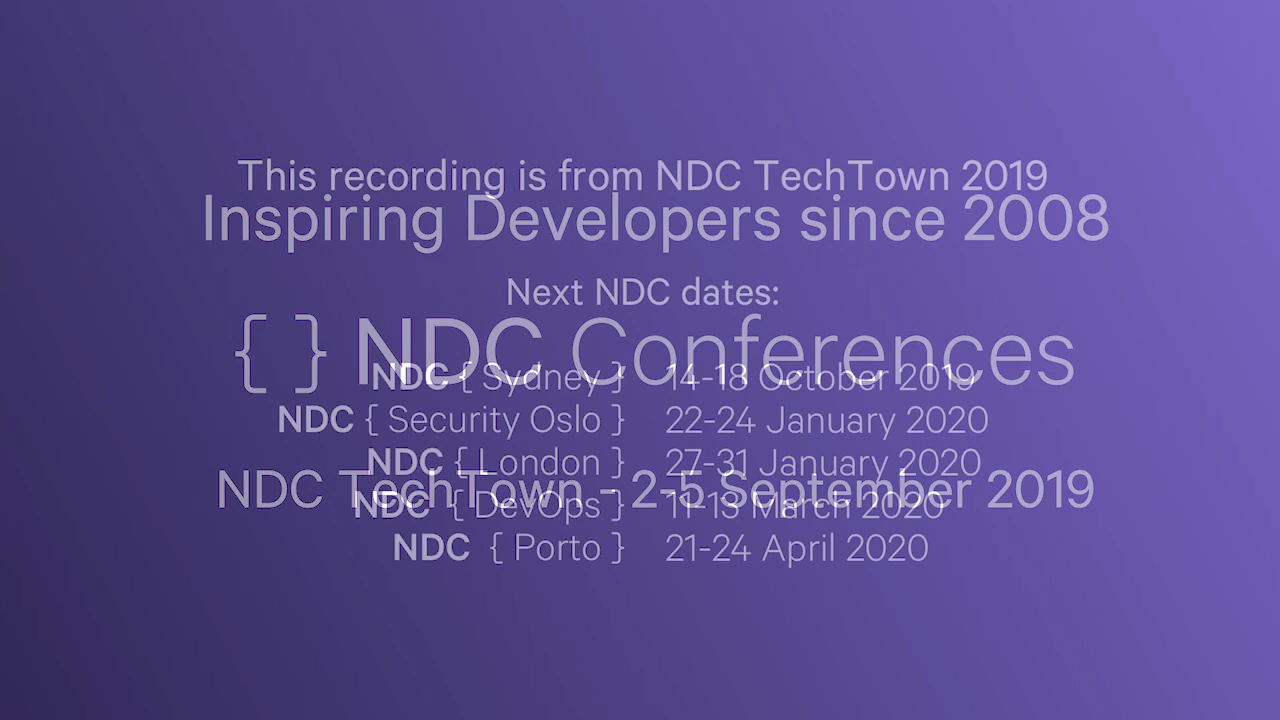 This recording is from NDC TechTown 2019
Inspiring Developers since 2008
Next NDC dates:
{ } NDC Conferences
NDC { Sydney } 14-18 October 2019
NDC { Security Oslo } 22-24 January 2020
NDC { London } 27-31 January 2020
NDC TechTown - 2-5 September 2019
NDC { DevOps } 11-13 March 2020
NDC { Porto } 21-24 April 2020